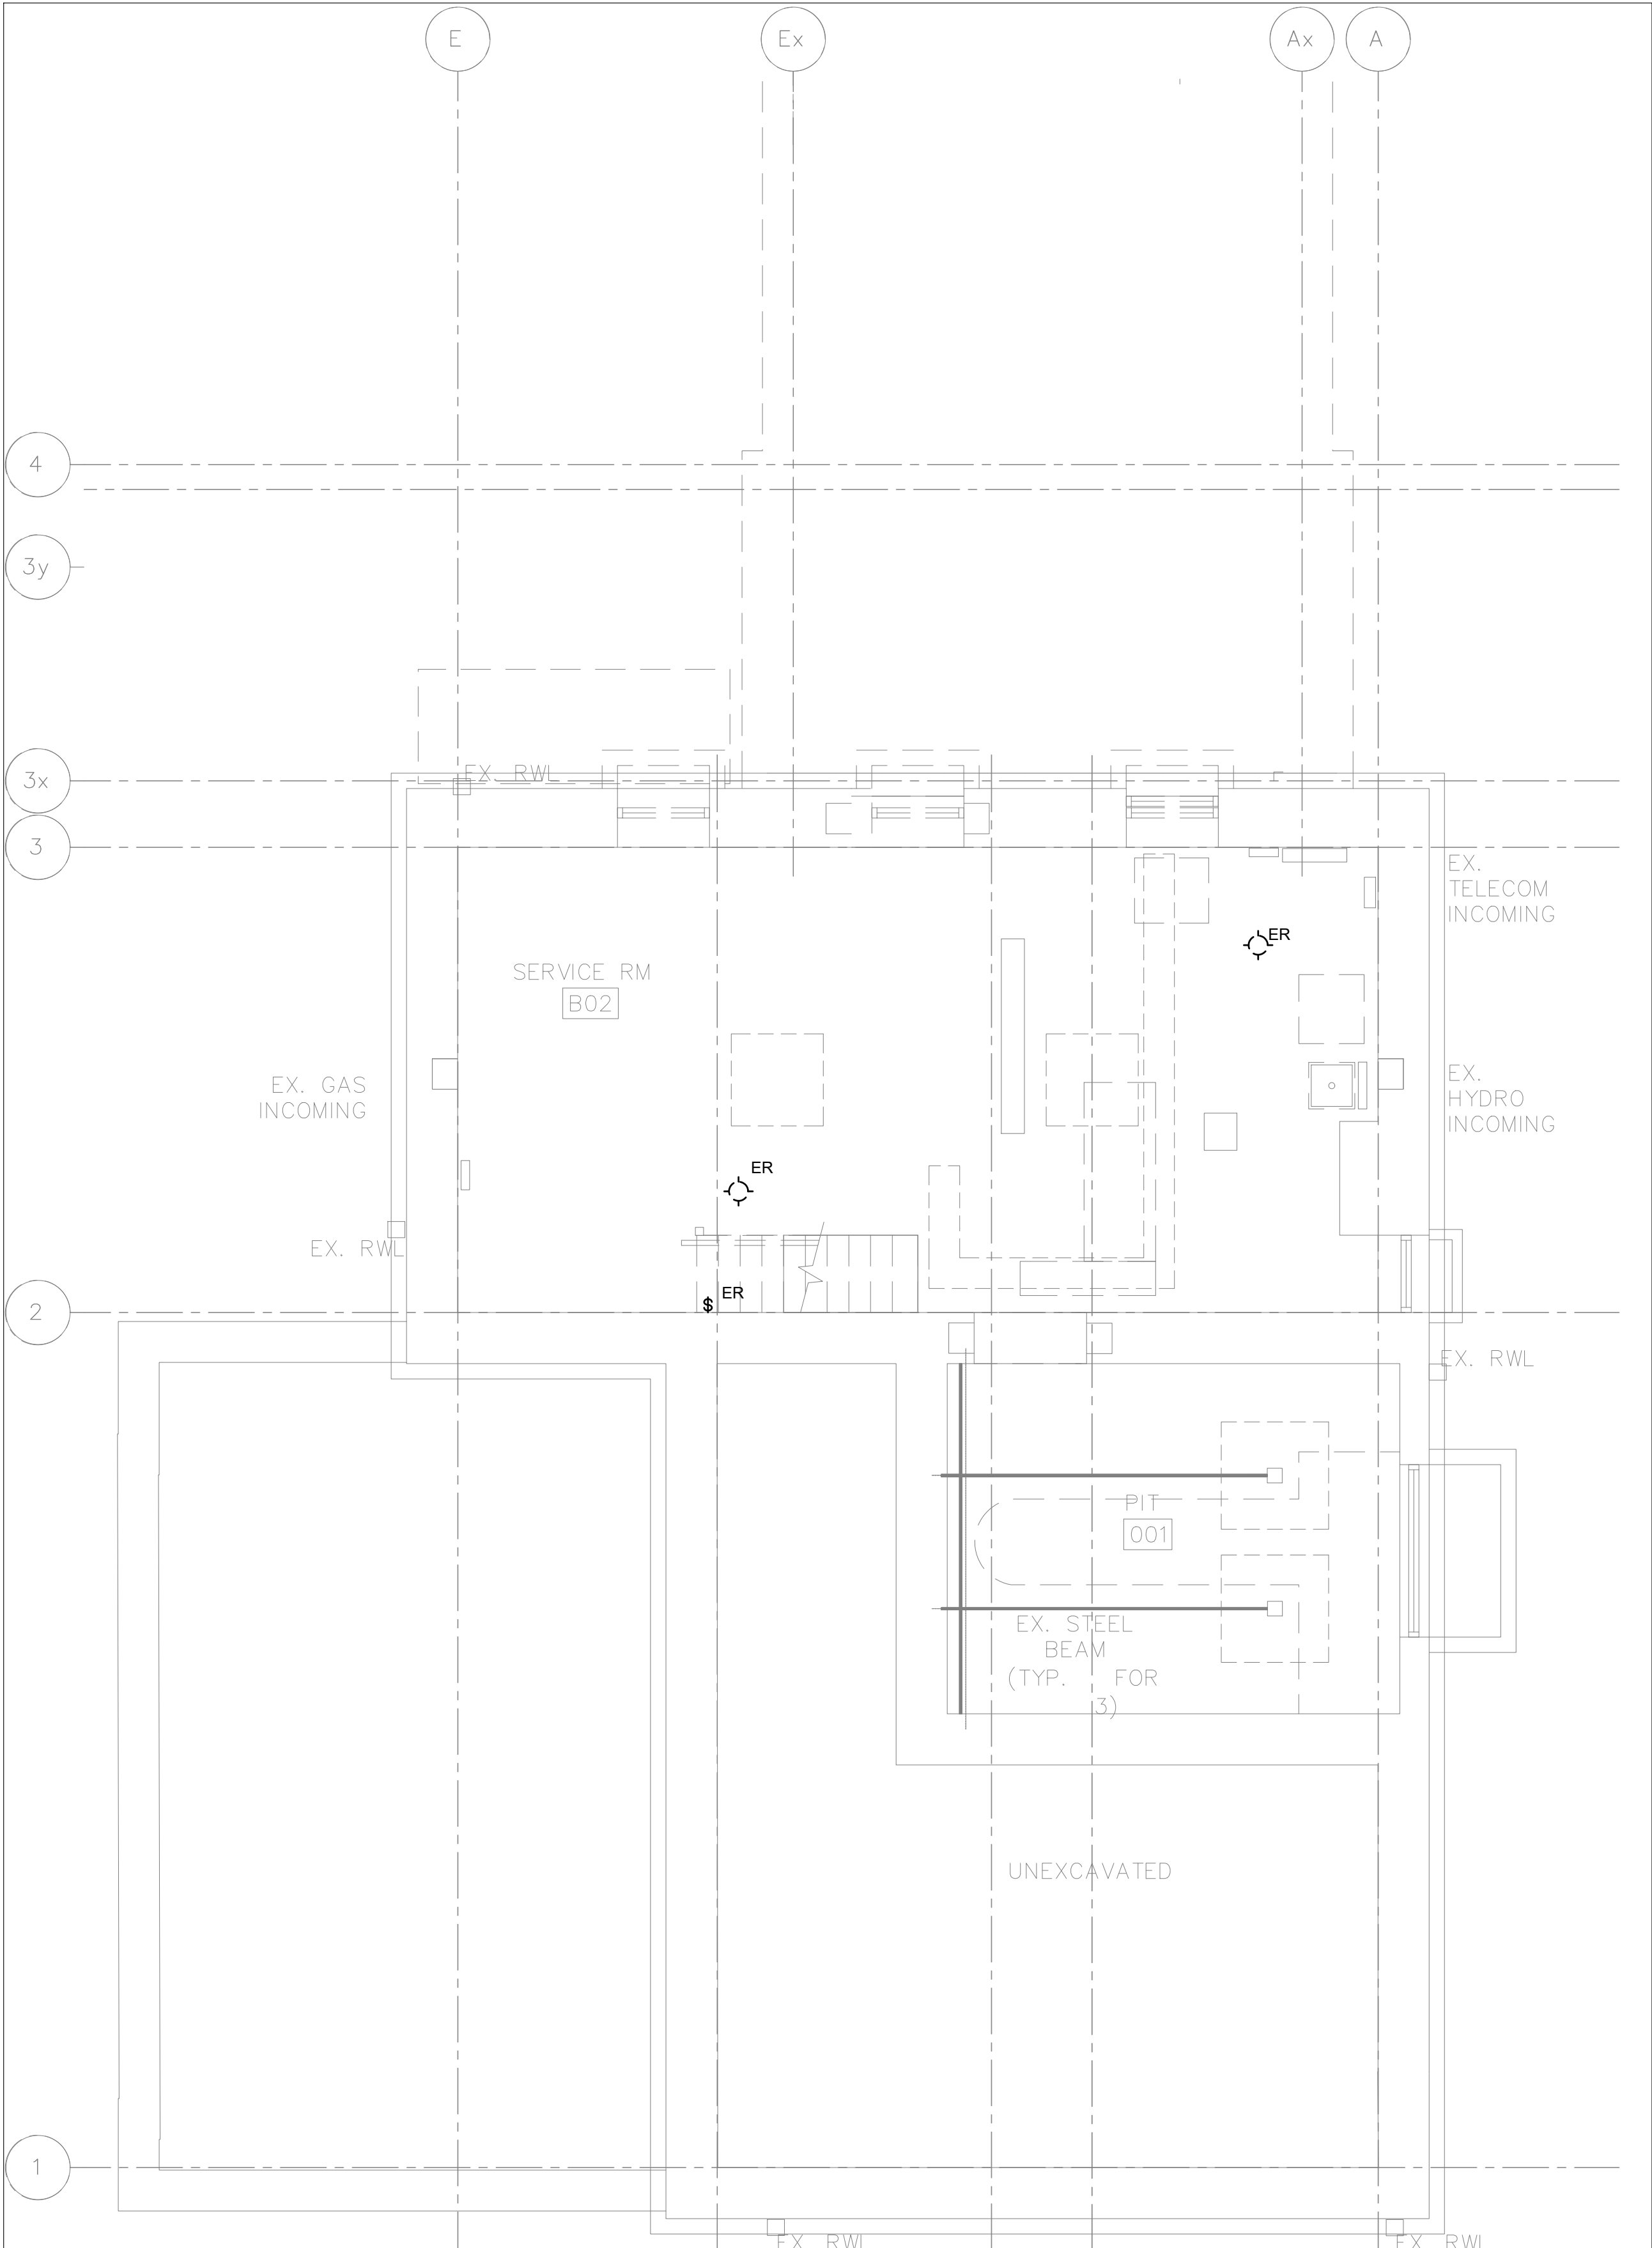 E
Ex
Ax
A
4
3y
3x
EX. RWL
3
EX.
TELECOM
INCOMING
ER
SERVICE RM
B02
EX. GAS
INCOMING
EX.
HYDRO
INCOMING
ER
EX. RWL
$ ER
2
EX. RWL
PIT
001
EX. STEEL
BEAM
(TYP. FOR
3)
UNEXCAVATED
1
EX. RWL
EX. RWL